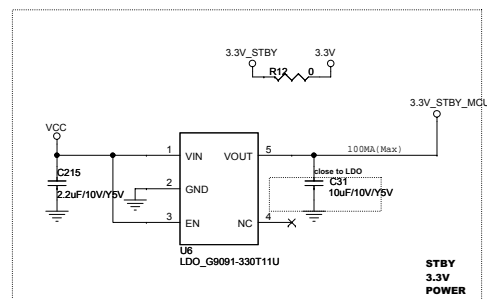 3.3V_STBY 3.3V
R12 0
3.3V_STBY_MCU
VCC
1 VIN VOUT 5 100MA(Max)
C215
2.2uF/10V/Y5V
close to LDO
C31
10uF/10V/Y5V
2 GND
3 EN NC 4
U6
LDO_G9091-330T11U
STBY
3.3V
POWER